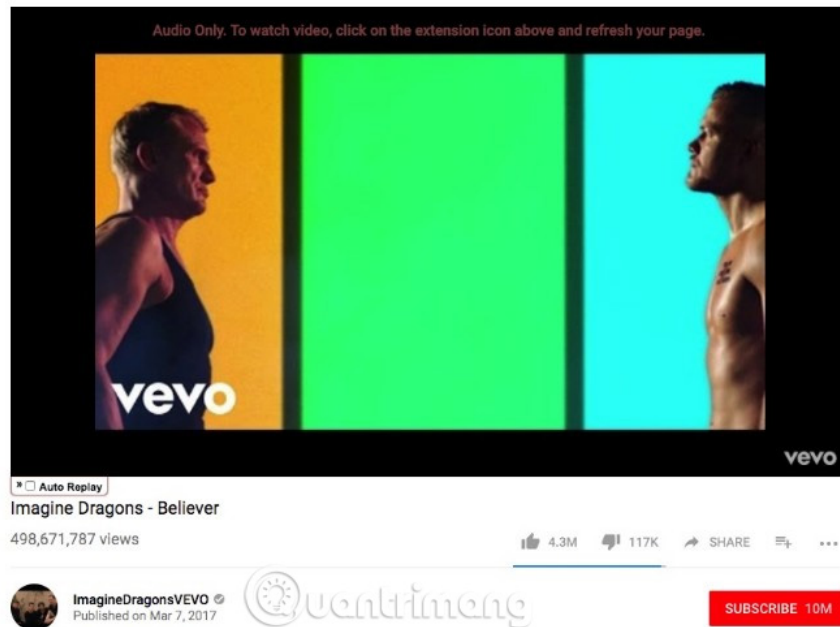 Audio Only. To watch video, click on the extension icon above and refresh your page.
vevo
vevo
» Auto Replay
Imagine Dragons - Believer
498,671,787 views
4.3M 117K SHARE
ImagineDragonsVEVO
Published on Mar 7, 2017
Quantrimang
SUBSCRIBE 10M